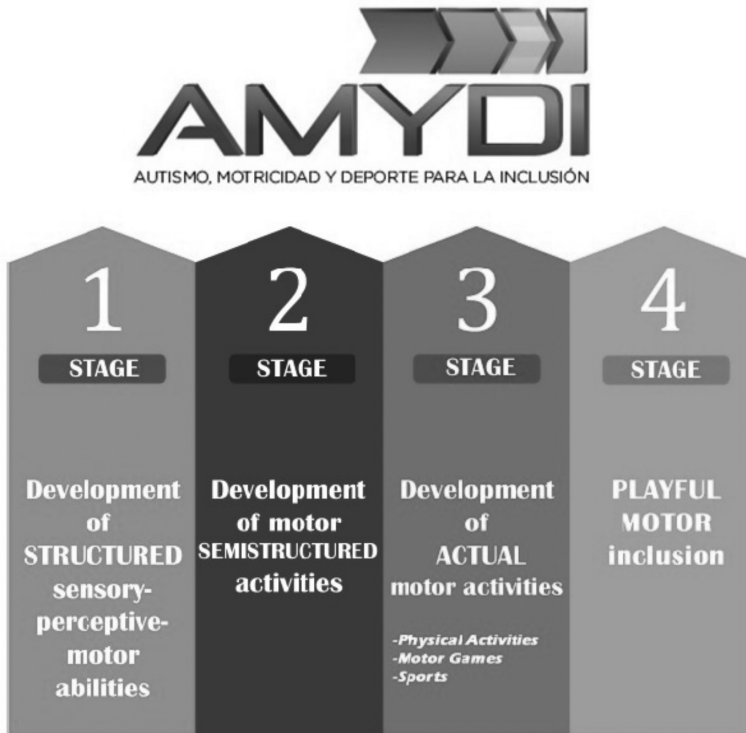 AMYDI
AUTISMO, MOTRICIDAD Y DEPORTE PARA LA INCLUSIÓN
1
STAGE
Development
of
STRUCTURED
sensory-
perceptive-
motor
abilities
2
STAGE
Development
of motor
SEMISTRUCTURED
activities
3
STAGE
Development
of
ACTUAL
motor activities
-Physical Activities
-Motor Games
-Sports
4
STAGE
PLAYFUL
MOTOR
inclusion